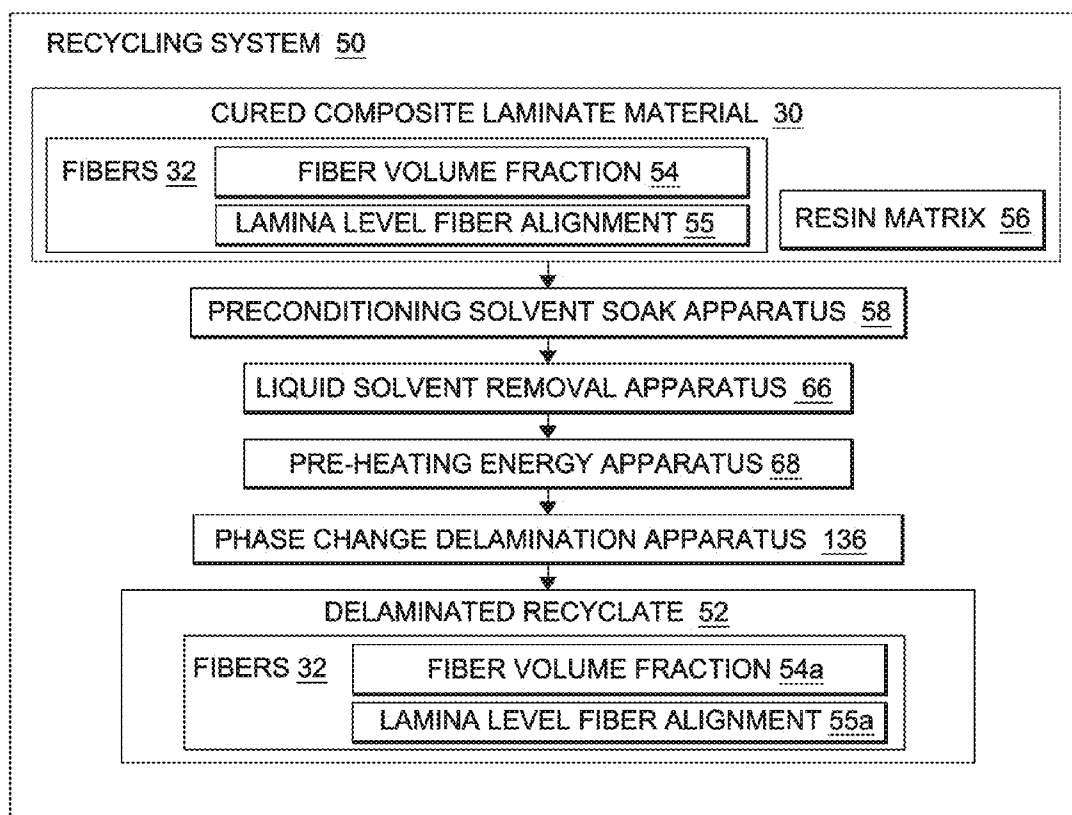 RECYCLING SYSTEM 50
CURED COMPOSITE LAMINATE MATERIAL 30
FIBERS 32
FIBER VOLUME FRACTION 54
LAMINA LEVEL FIBER ALIGNMENT 55
RESIN MATRIX 56
PRECONDITIONING SOLVENT SOAK APPARATUS 58
LIQUID SOLVENT REMOVAL APPARATUS 66
PRE-HEATING ENERGY APPARATUS 68
PHASE CHANGE DELAMINATION APPARATUS 136
DELAMINATED RECYCLATE 52
FIBERS 32
FIBER VOLUME FRACTION 54a
LAMINA LEVEL FIBER ALIGNMENT 55a